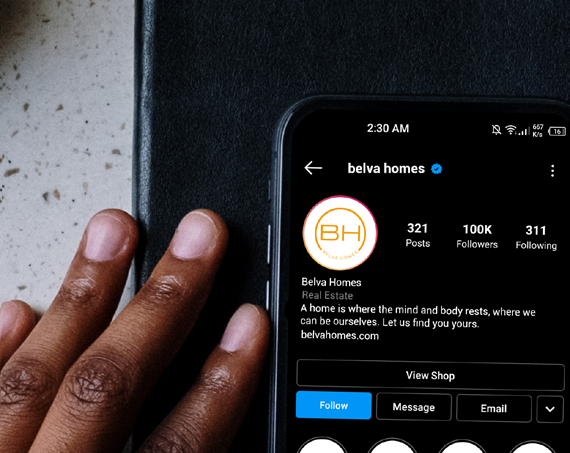 2:30 AM
667
K/s
16
belva homes
BH
BELVA HOMES
321
100K
311
Posts
Followers
Following
Belva Homes
Real Estate
A home is where the mind and body rests, where we
can be ourselves. Let us find you yours.
belvahomes.com
View Shop
Follow
Message
Email